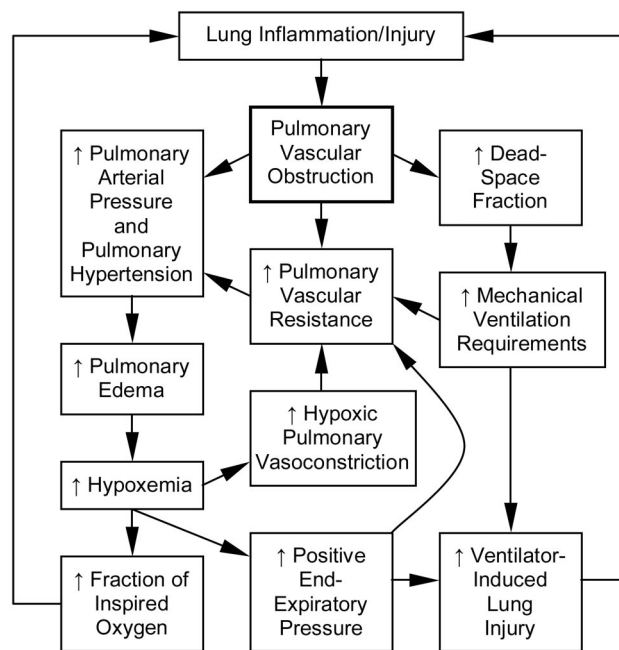 Lung Inflammation/Injury
Pulmonary
Vascular
Obstruction
↑ Pulmonary
Arterial
Pressure
and
Pulmonary
Hypertension
↑ Dead-
Space
Fraction
↑ Pulmonary
Vascular
Resistance
↑ Mechanical
Ventilation
Requirements
↑ Pulmonary
Edema
↑ Hypoxic
Pulmonary
Vasoconstriction
↑ Hypoxemia
↑ Fraction of
Inspired
Oxygen
↑ Positive
End-
Expiratory
Pressure
↑ Ventilator-
Induced
Lung
Injury